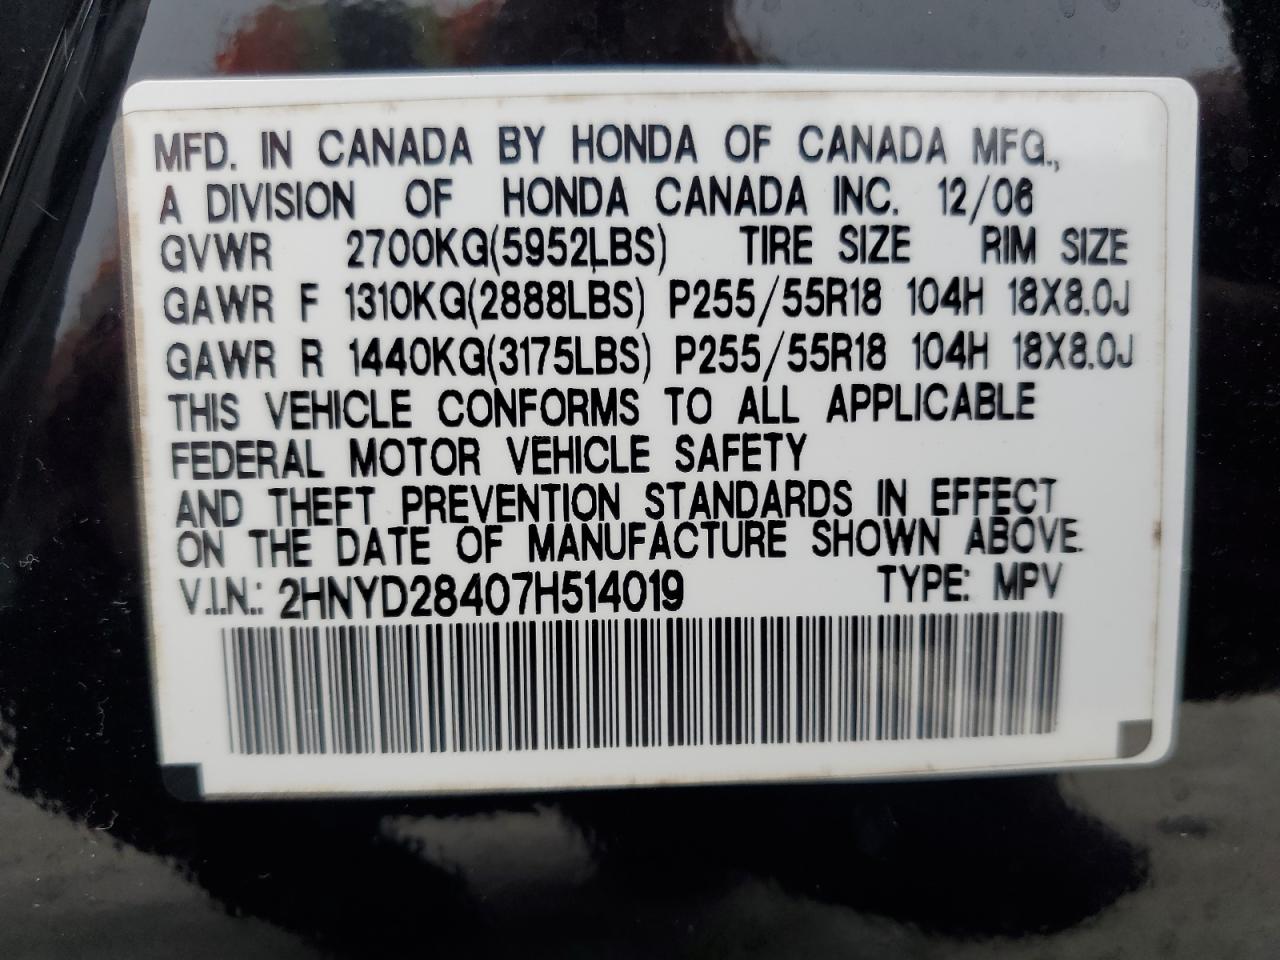 MFD. IN CANADA BY HONDA OF CANADA MFG.,
A DIVISION OF HONDA CANADA INC. 12/06
GVWR 2700KG(5952LBS) TIRE SIZE RIM SIZE
GAWR F 1310KG(2888LBS) P255/55R18 104H 18X8.0J
GAWR R 1440KG(3175LBS) P255/55R18 104H 18X8.0J
THIS VEHICLE CONFORMS TO ALL APPLICABLE
FEDERAL MOTOR VEHICLE SAFETY
AND THEFT PREVENTION STANDARDS IN EFFECT
ON THE DATE OF MANUFACTURE SHOWN ABOVE.
V.I.N.: 2HNYD28407H514019 TYPE: MPV